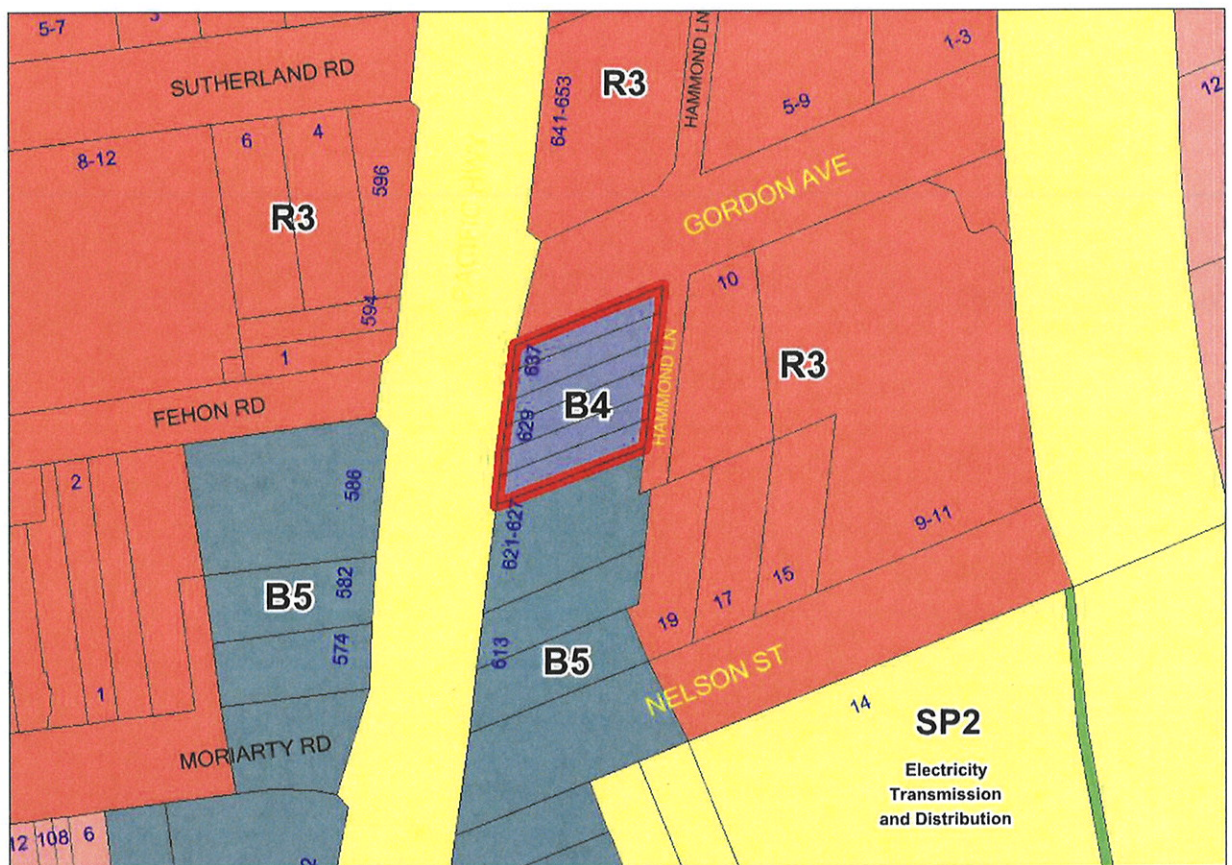 5-7
SUTHERLAND RD
8-12
6
4
596
R3
594
1
FEHON RD
2
586
B5
582
574
1
MORIARTY RD
12
108
6
PACIFIC HWY
641-653
R3
HAMMOND LN
5-9
1-3
12
GORDON AVE
10
637
B4
629
HAMMOND LN
R3
621-627
613
B5
9-11
15
17
19
NELSON ST
14
SP2
Electricity
Transmission
and Distribution